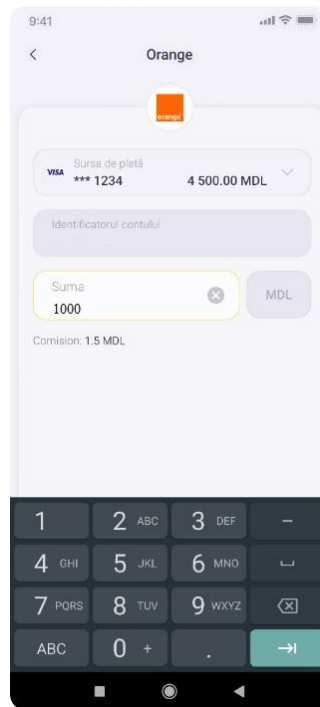 9:41
Orange
orange
Sursa de plată
VISA *** 1234 4 500.00 MDL
Identificatorul contului
Suma
1000
MDL
Comision: 1.5 MDL
1 2 ABC 3 DEF –
4 GHI 5 JKL 6 MNO
7 PQRS 8 TUV 9 WXYZ
ABC 0 + .